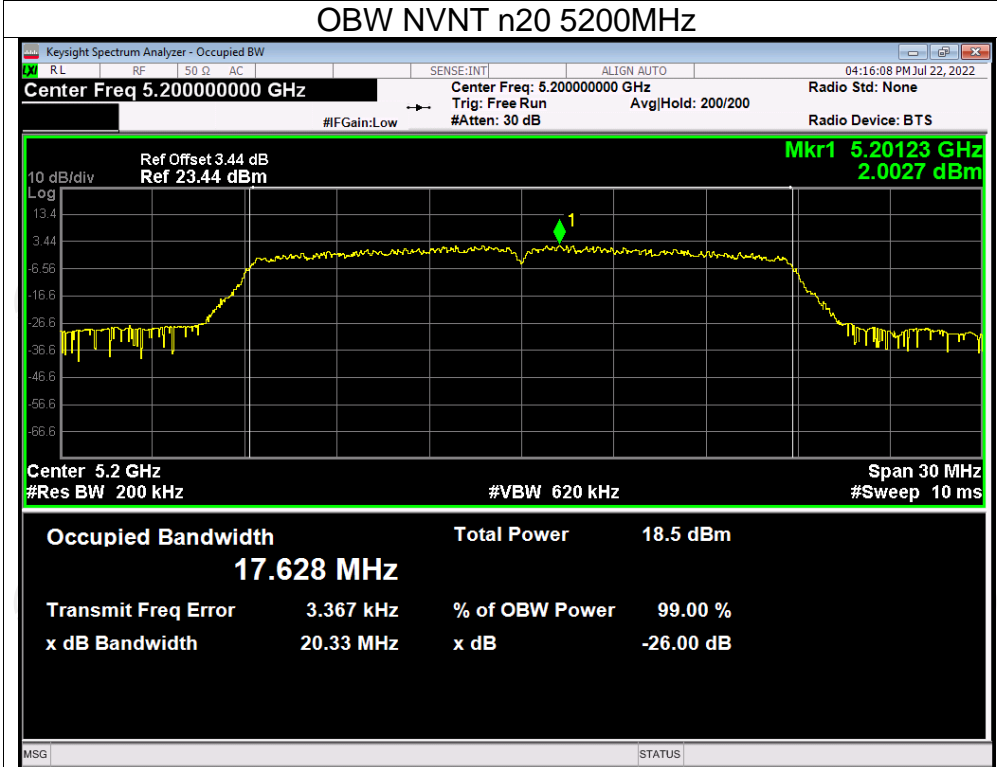 OBW NVNT n20 5200MHz
Keysight Spectrum Analyzer - Occupied BW
LXI RL RF 50 Ω AC SENSE:INT ALIGN AUTO 04:16:08 PM Jul 22, 2022
Center Freq 5.200000000 GHz Center Freq: 5.200000000 GHz Radio Std: None
Trig: Free Run Avg|Hold: 200/200
#IFGain:Low #Atten: 30 dB Radio Device: BTS
Ref Offset 3.44 dB Mkr1 5.20123 GHz
10 dB/div Ref 23.44 dBm 2.0027 dBm
Log
13.4
1
3.44
-6.56
-16.6
-26.6
-36.6
-46.6
-56.6
-66.6
Center 5.2 GHz Span 30 MHz
#Res BW 200 kHz #VBW 620 kHz #Sweep 10 ms
Occupied Bandwidth Total Power 18.5 dBm
17.628 MHz
Transmit Freq Error 3.367 kHz % of OBW Power 99.00 %
x dB Bandwidth 20.33 MHz x dB -26.00 dB
MSG STATUS